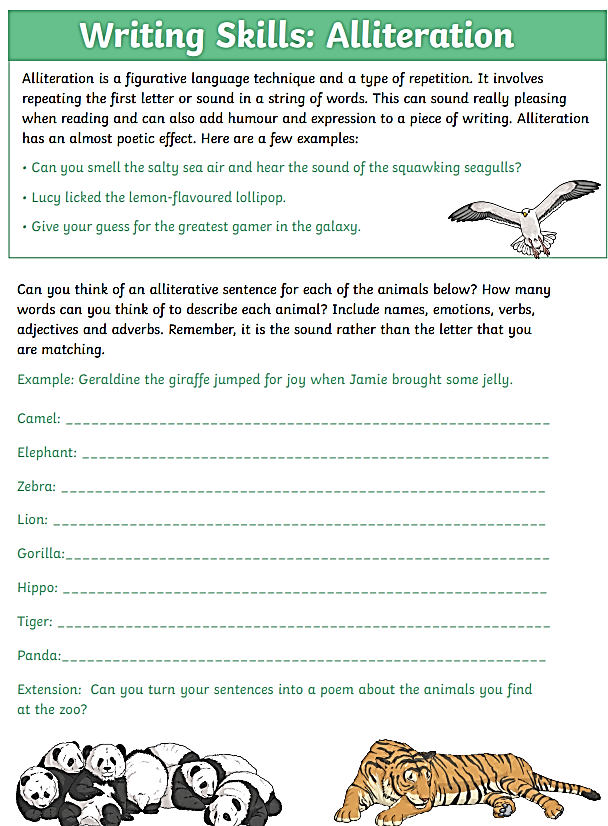 Writing Skills: Alliteration
Alliteration is a figurative language technique and a type of repetition. It involves
repeating the first letter or sound in a string of words. This can sound really pleasing
when reading and can also add humour and expression to a piece of writing. Alliteration
has an almost poetic effect. Here are a few examples:
• Can you smell the salty sea air and hear the sound of the squawking seagulls?
• Lucy licked the lemon-flavoured lollipop.
• Give your guess for the greatest gamer in the galaxy.
Can you think of an alliterative sentence for each of the animals below? How many
words can you think of to describe each animal? Include names, emotions, verbs,
adjectives and adverbs. Remember, it is the sound rather than the letter that you
are matching.
Example: Geraldine the giraffe jumped for joy when Jamie brought some jelly.
Camel:
Elephant:
Zebra:
Lion:
Gorilla:
Hippo:
Tiger:
Panda:
Extension:  Can you turn your sentences into a poem about the animals you find
at the zoo?